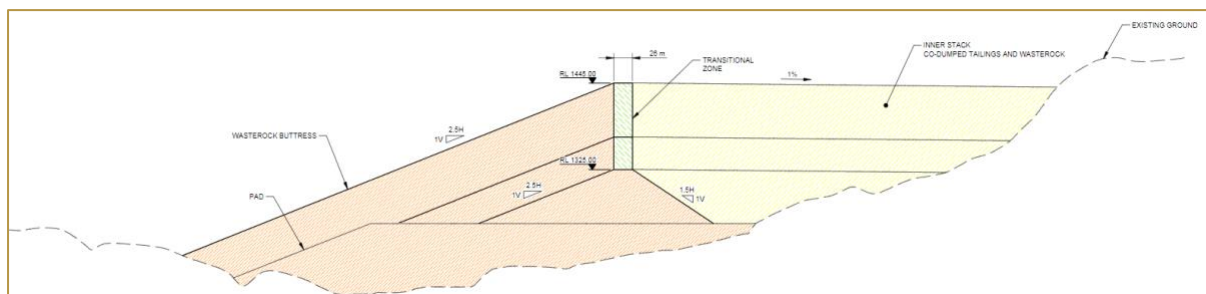 EXISTING GROUND
INNER STACK
CO-DUMPED TAILINGS AND WASTEROCK
26 m
TRANSITIONAL
ZONE
RL 1445.00
1%
WASTEROCK BUTTRESS
2.5H
1V
RL 1325.00
2.5H
1V
1.5H
1V
PAD